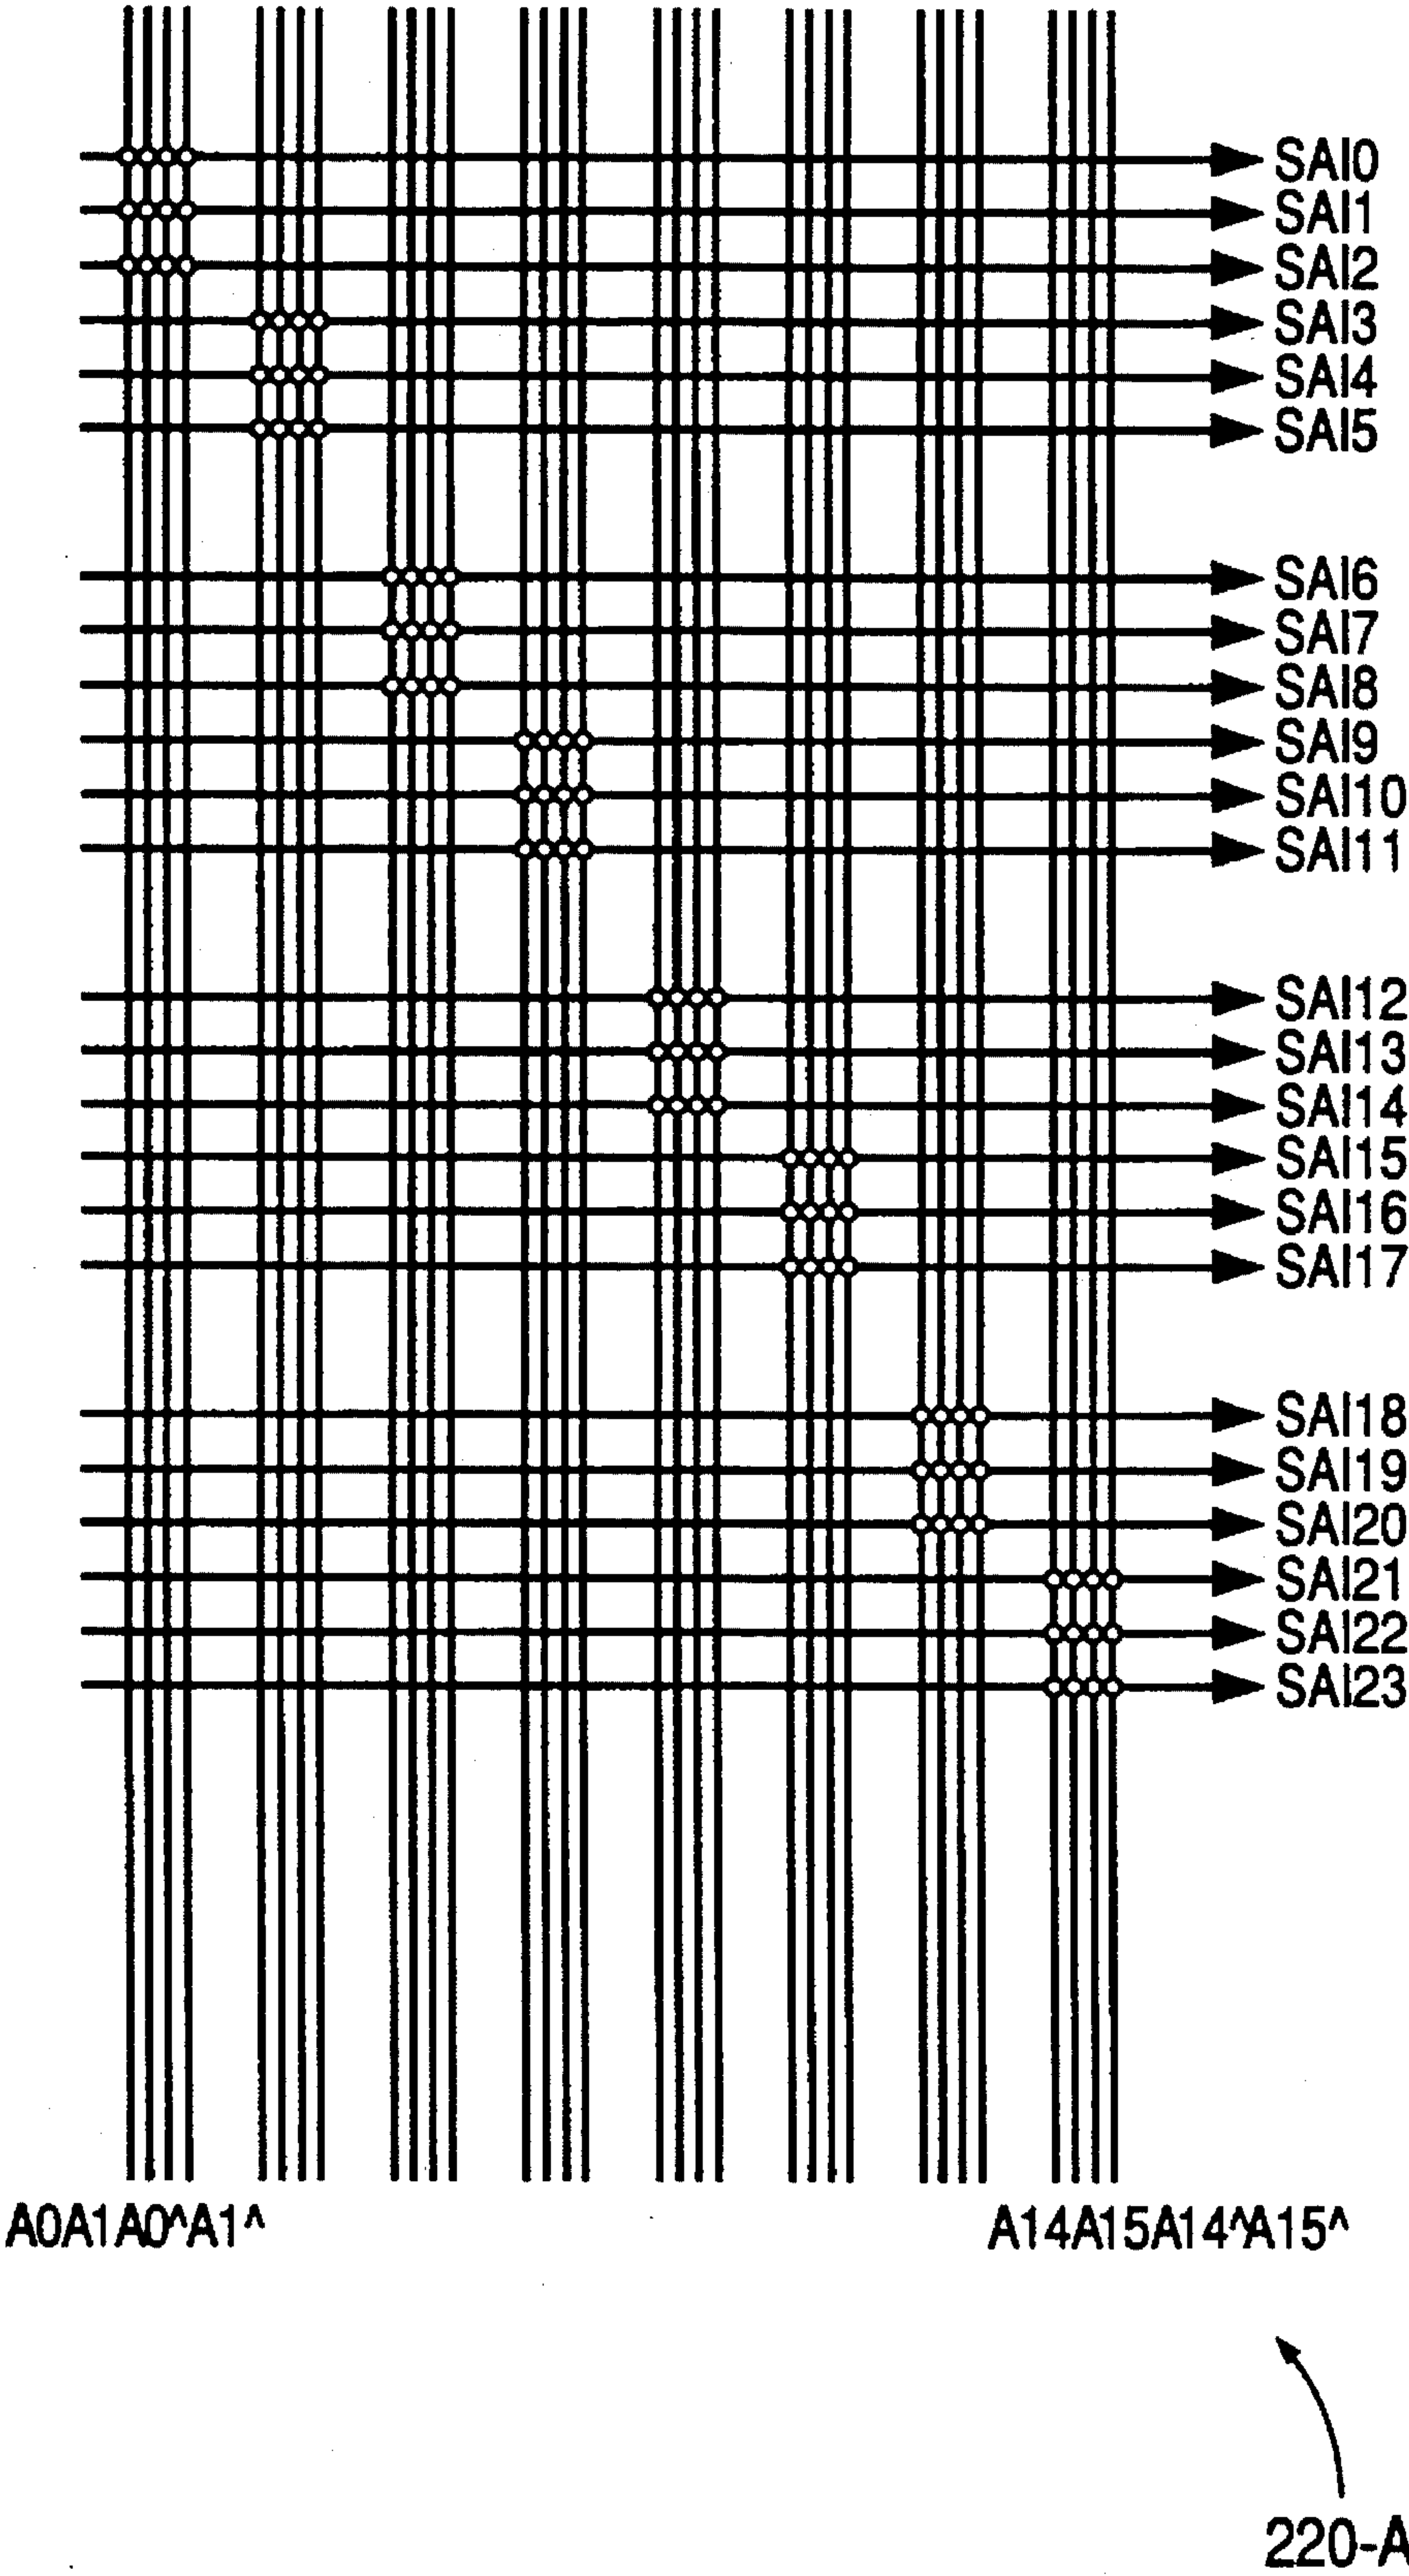 SAI0
SAI1
SAI2
SAI3
SAI4
SAI5
SAI6
SAI7
SAI8
SAI9
SAI10
SAI11
SAI12
SAI13
SAI14
SAI15
SAI16
SAI17
SAI18
SAI19
SAI20
SAI21
SAI22
SAI23
A0A1A0^A1^ A14A15A14^A15^
220-A